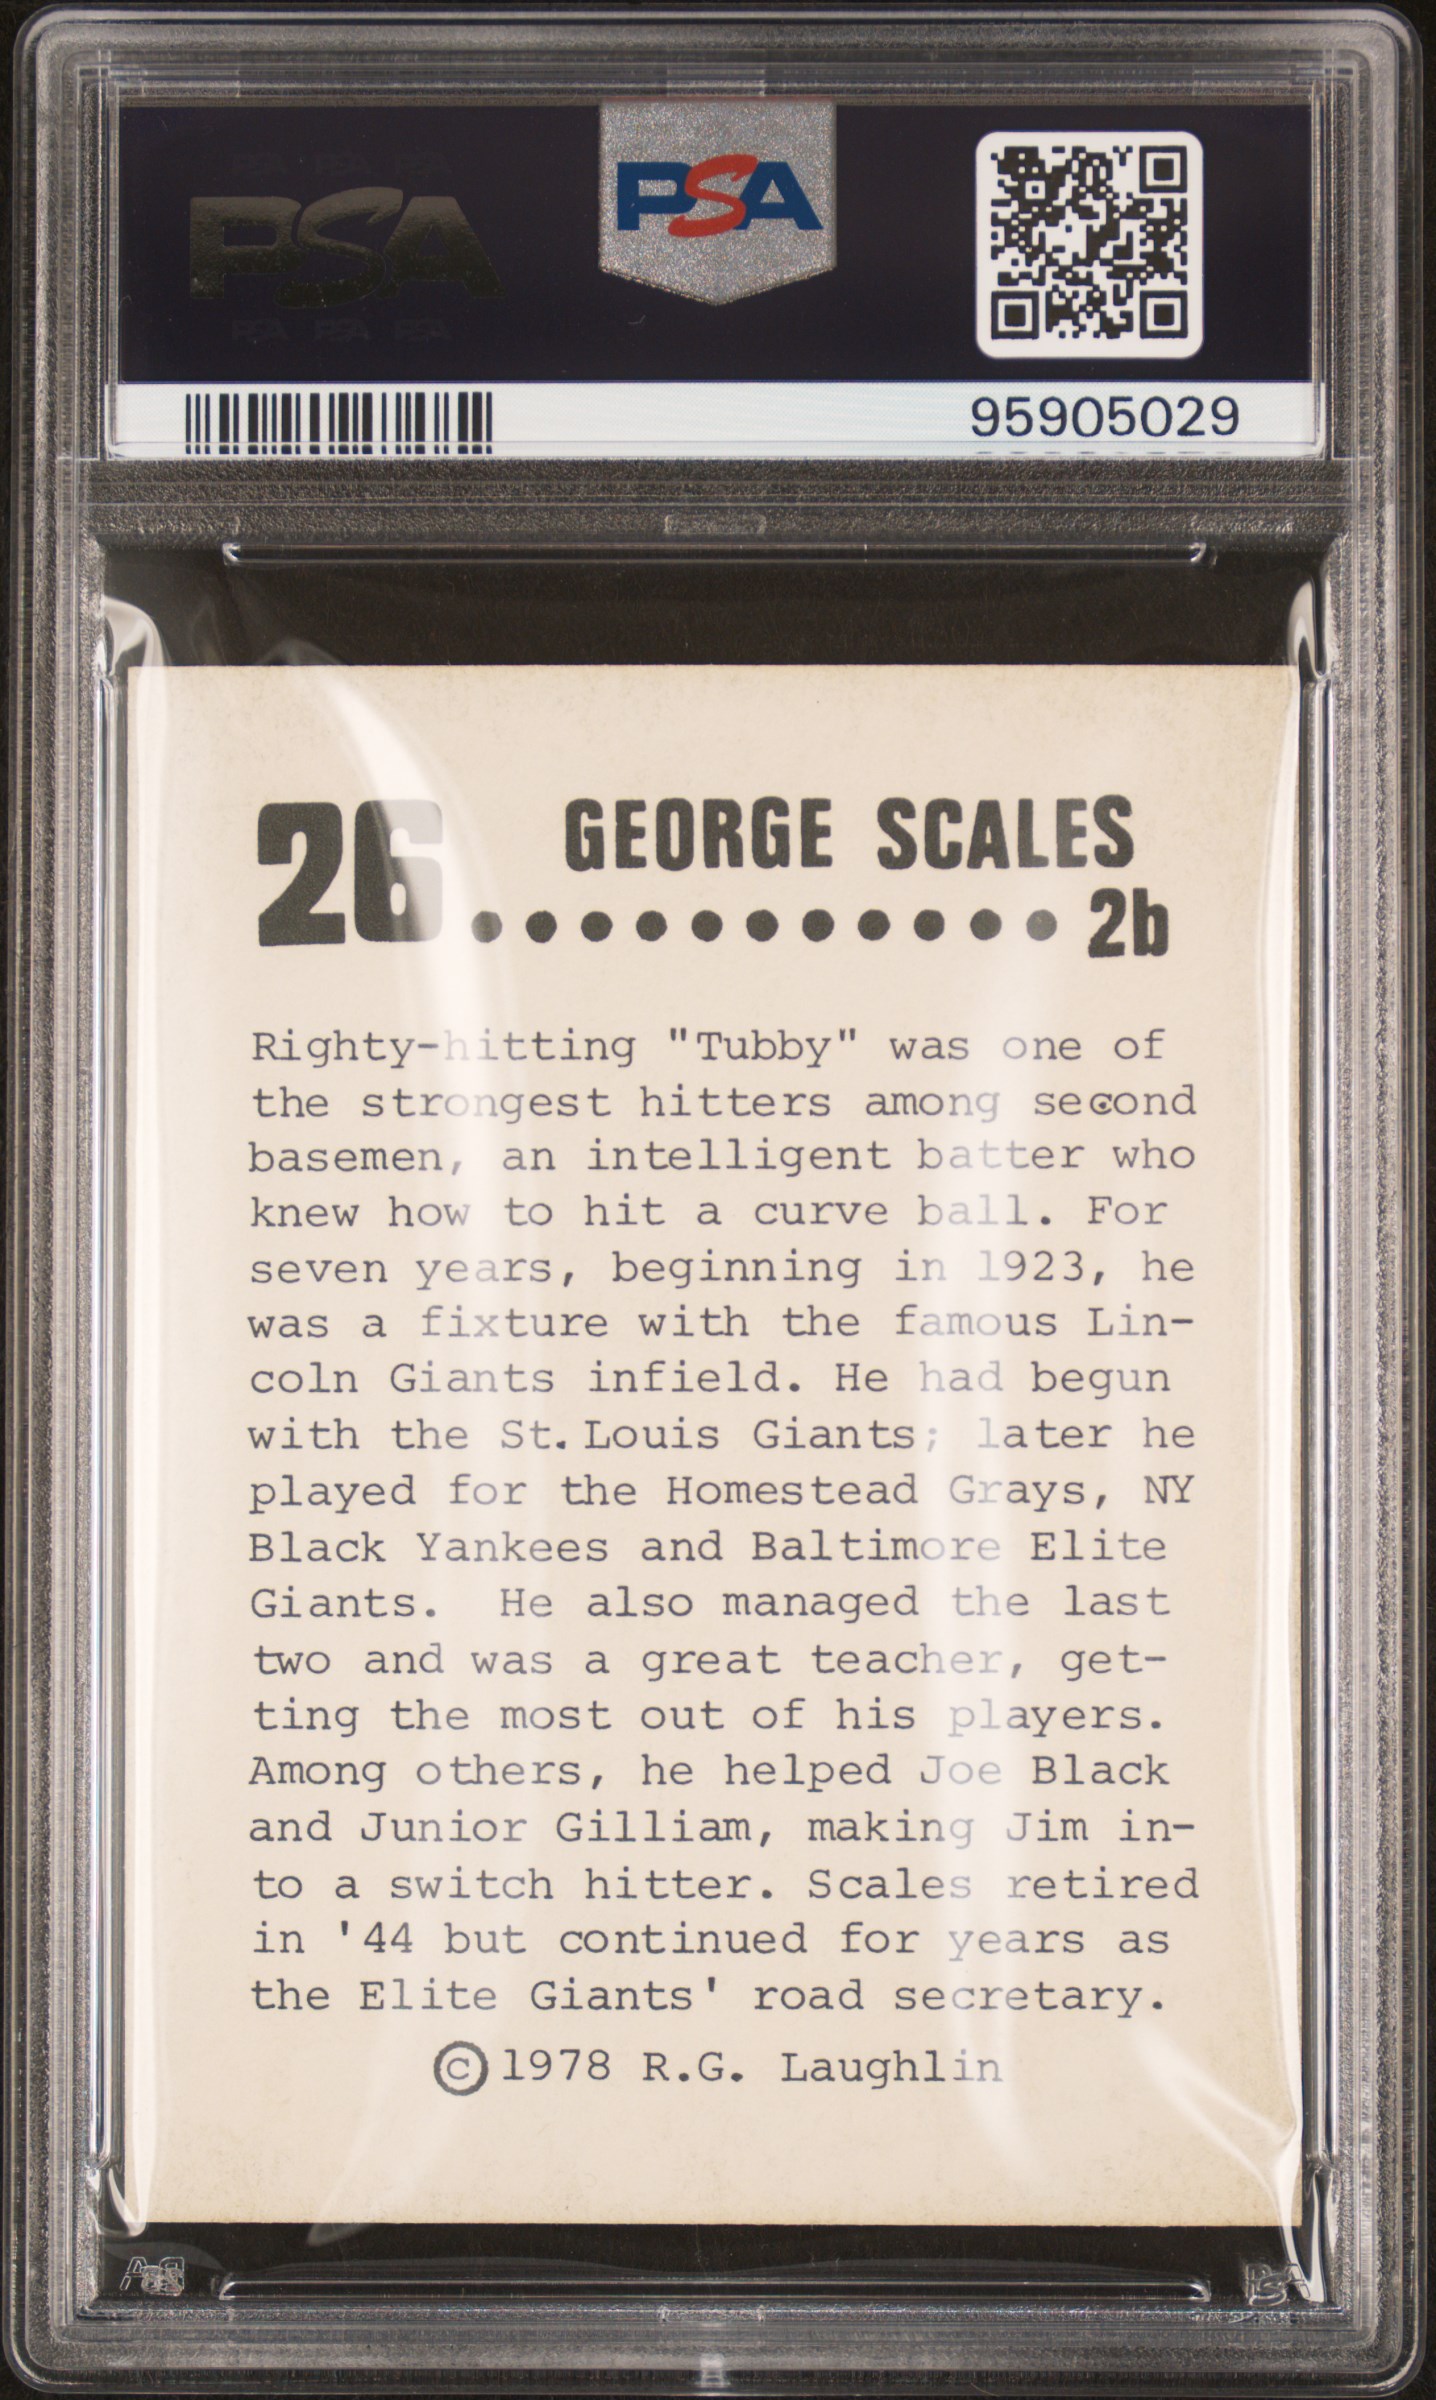 PSA
PSA
95905029
26
GEORGE SCALES
2b
Righty-hitting "Tubby" was one of
the strongest hitters among second
basemen, an intelligent batter who
knew how to hit a curve ball. For
seven years, beginning in 1923, he
was a fixture with the famous Lin-
coln Giants infield. He had begun
with the St. Louis Giants; later he
played for the Homestead Grays, NY
Black Yankees and Baltimore Elite
Giants.  He also managed the last
two and was a great teacher, get-
ting the most out of his players.
Among others, he helped Joe Black
and Junior Gilliam, making Jim in-
to a switch hitter. Scales retired
in '44 but continued for years as
the Elite Giants' road secretary.
©1978 R.G. Laughlin
PSA